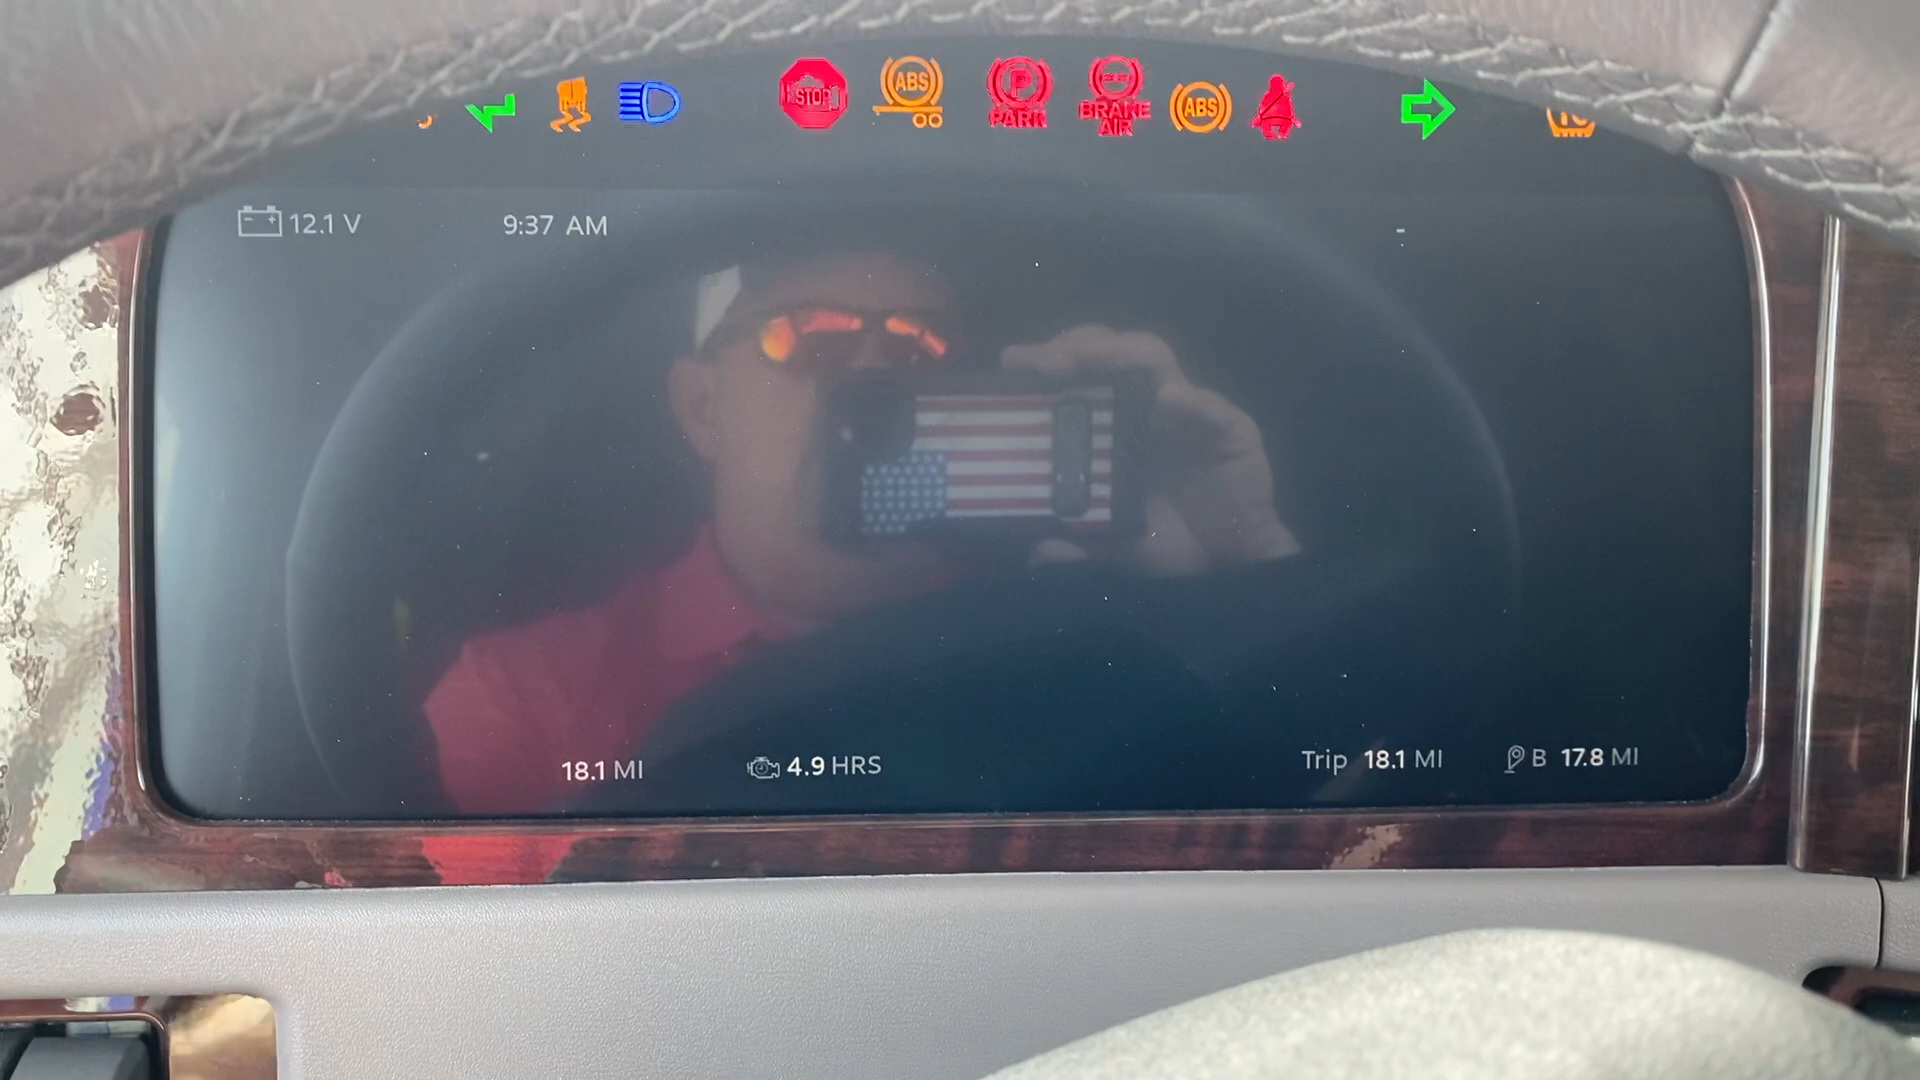 STOP
ABS
P
PARK
BRAKE
AIR
ABS
12.1 V
9:37 AM
-
18.1 MI
4.9 HRS
Trip 18.1 MI
B 17.8 MI